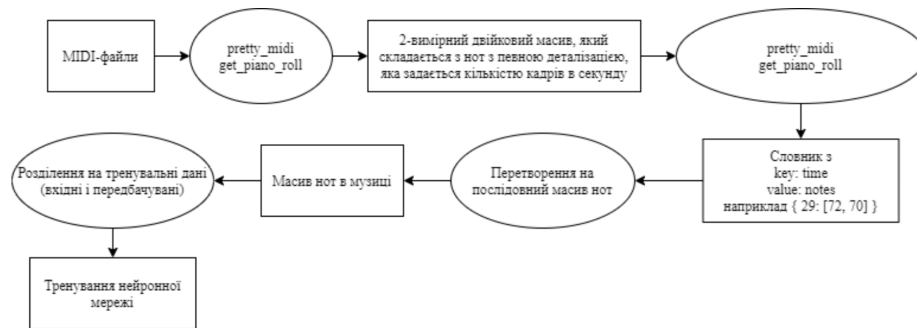 MIDI-файли
pretty_midi
get_piano_roll
2-вимірний двійковий масив, який
складається з нот з певною деталізацією,
яка задається кількістю кадрів в секунду
pretty_midi
get_piano_roll
Словник з
key: time
value: notes
наприклад { 29: [72, 70] }
Перетворення на
послідовний масив нот
Масив нот в музиці
Розділення на тренувальні дані
(вхідні і передбачувані)
Тренування нейронної
мережі